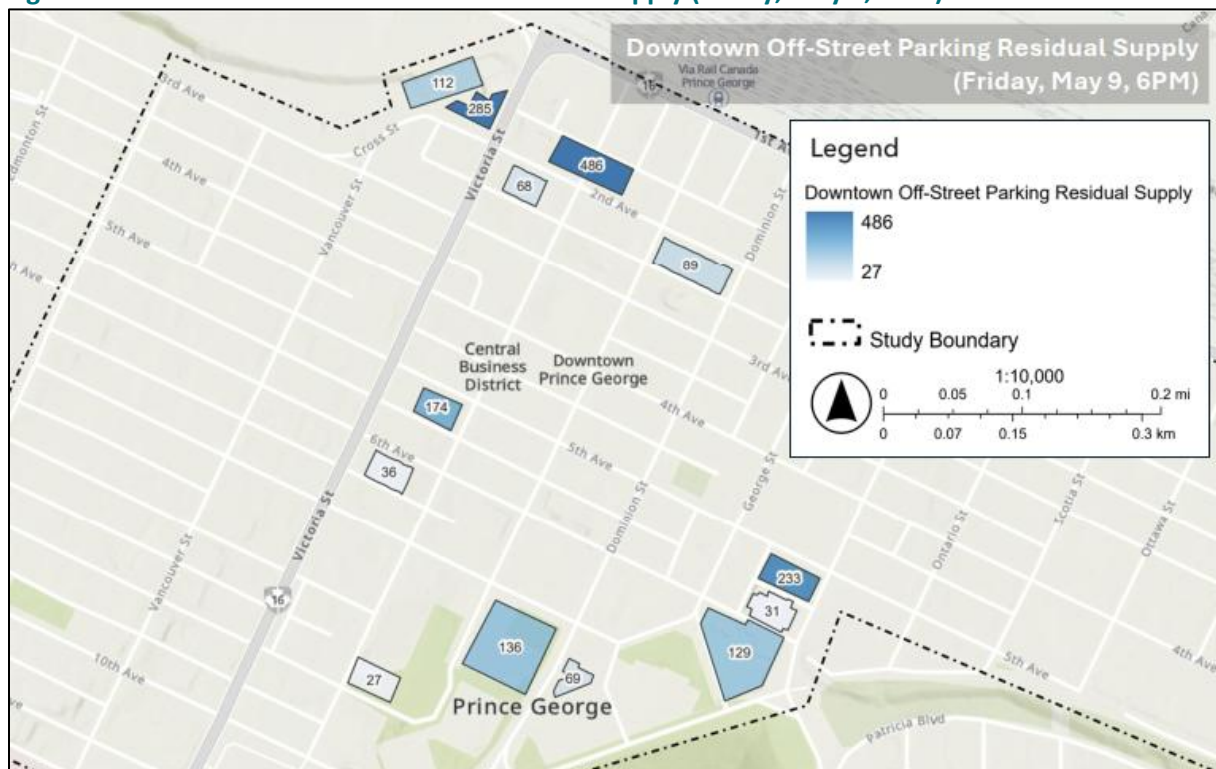 Downtown Off-Street Parking Residual Supply
(Friday, May 9, 6PM)
Via Rail Canada
Prince George
16
1st A
Legend
Downtown Off-Street Parking Residual Supply
486
27
Study Boundary
1:10,000
0 0.05 0.1 0.2 mi
0 0.07 0.15 0.3 km
3rd Ave
Edmonton St
4th Ave
Cross St
Vancouver St
5th Ave
Victoria St
112
285
486
68
2nd Ave
89
Dominion St
Central
Business
District
Downtown
Prince George
3rd Ave
4th Ave
174
6th Ave
36
5th Ave
Victoria St
Dominion St
George St
Ontario St
Scotia St
Ottawa St
Vancouver St
16
233
31
129
136
69
27
10th Ave
Prince George
5th Ave
4th Ave
Patricia Blvd